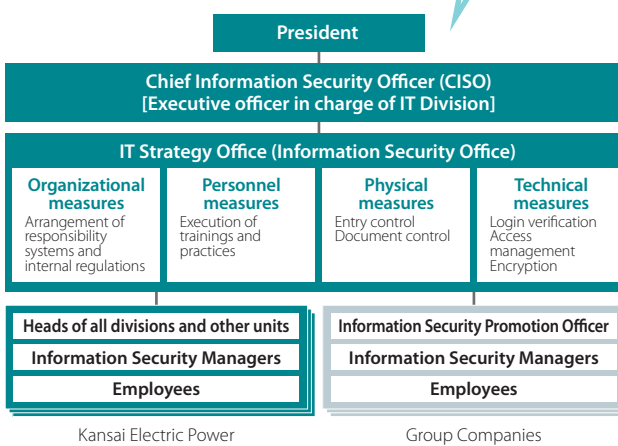 President
Chief Information Security Officer (CISO)
[Executive officer in charge of IT Division]
IT Strategy Office (Information Security Office)
Organizational
measures
Arrangement of
responsibility
systems and
internal regulations
Personnel
measures
Execution of
trainings and
practices
Physical
measures
Entry control
Document control
Technical
measures
Login verification
Access
management
Encryption
Heads of all divisions and other units
Information Security Managers
Employees
Kansai Electric Power
Information Security Promotion Officer
Information Security Managers
Employees
Group Companies